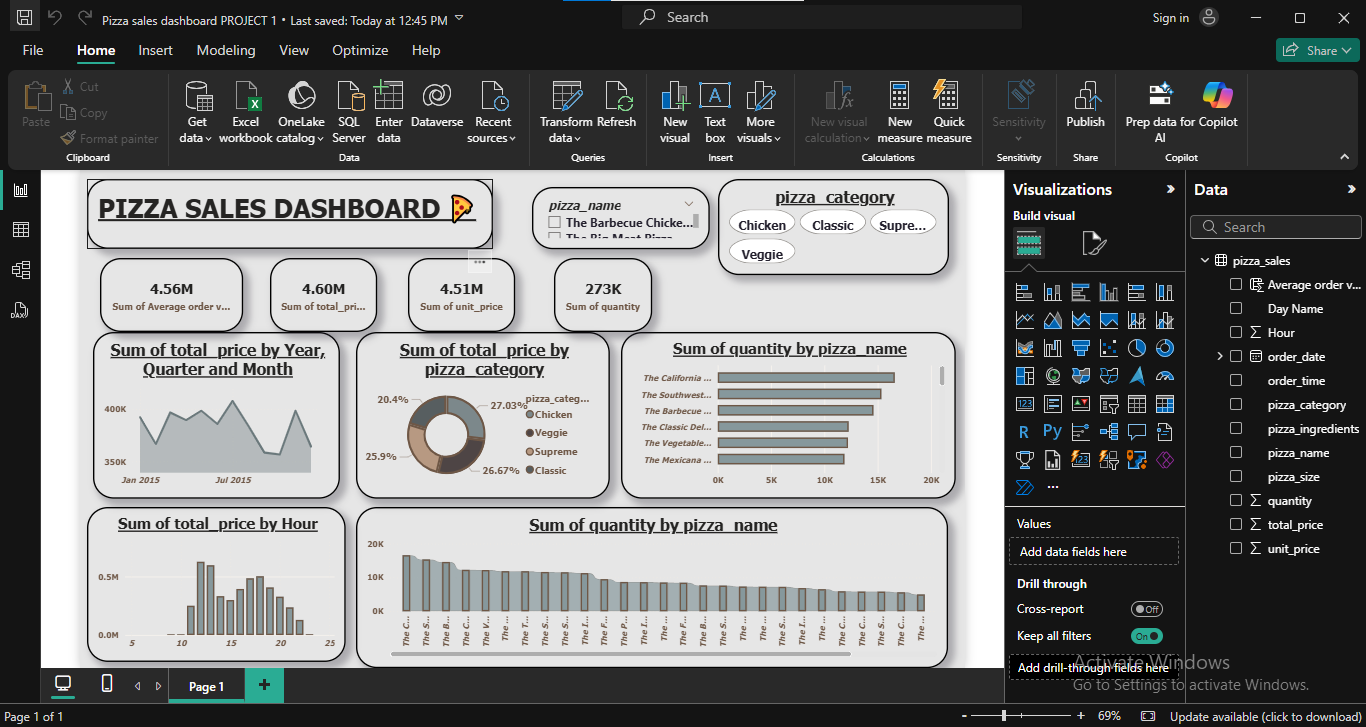 Pizza sales dashboard PROJECT 1 • Last saved: Today at 12:45 PM
Search
Sign in
File
Home
Insert
Modeling
View
Optimize
Help
Share
Paste
Cut
Copy
Format painter
Clipboard
Get data
Excel workbook
OneLake catalog
SQL Server
Enter data
Dataverse
Recent sources
Data
Transform data
Refresh
Queries
New visual
Text box
More visuals
Insert
New visual calculation
New measure
Quick measure
Calculations
Sensitivity
Sensitivity
Publish
Share
Prep data for AI
Copilot
Copilot
PIZZA SALES DASHBOARD 🍕
pizza_name
The Barbecue Chicke...
The Big Meat Pizza
pizza_category
Chicken
Classic
Supre...
Veggie
4.56M
Sum of Average order v...
4.60M
Sum of total_pri...
4.51M
Sum of unit_price
273K
Sum of quantity
Sum of total_price by Year,
Quarter and Month
400K
350K
Jan 2015
Jul 2015
Sum of total_price by
pizza_category
20.4%
27.03%
25.9%
26.67%
pizza_categ...
Chicken
Veggie
Supreme
Classic
Sum of quantity by pizza_name
The California ...
The Southwest...
The Barbecue ...
The Classic Del...
The Vegetable...
The Mexicana ...
0K
5K
10K
15K
20K
Sum of total_price by Hour
0.5M
0.0M
5
10
15
20
25
Sum of quantity by pizza_name
20K
10K
0K
The C...
The S...
The B...
The C...
The V...
The ...
The T...
The S...
The S...
The I...
The F...
The P...
The I...
The ...
The F...
The B...
The S...
The ...
The ...
The S...
The I...
The ...
The C...
The C...
The S...
The C...
The ...
Visualizations
Build visual
R
Py
Values
Add data fields here
Drill through
Cross-report
Off
Keep all filters
On
Add drill-through fields here
Data
Search
pizza_sales
Average order v...
Day Name
Hour
order_date
order_time
pizza_category
pizza_ingredients
pizza_name
pizza_size
quantity
total_price
unit_price
Activate Windows
Go to Settings to activate Windows.
Page 1
Page 1 of 1
69%
Update available (click to download)